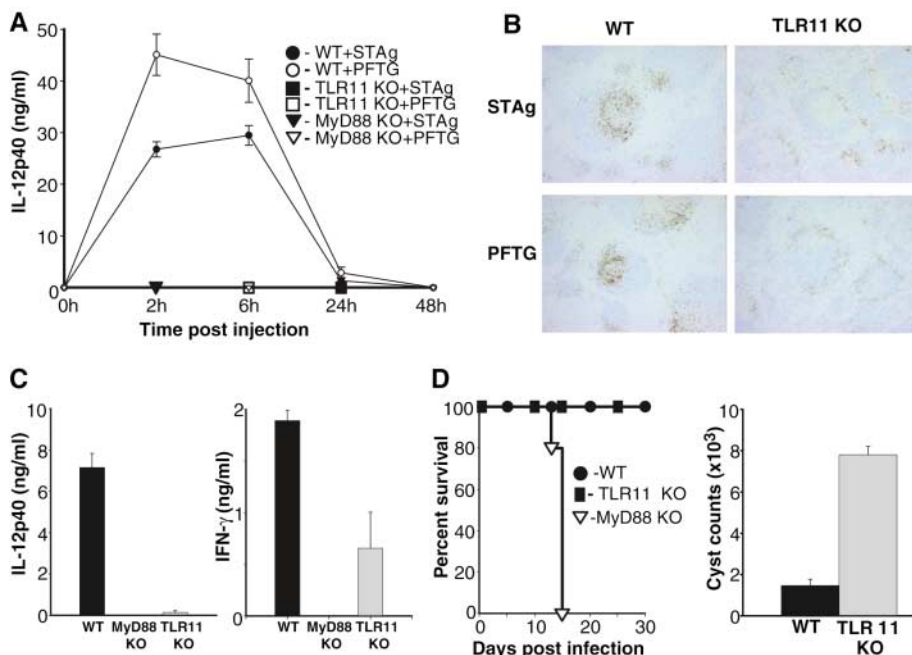 A
IL-12p40 (ng/ml)
50
40
30
20
10
0
0h 2h 6h 24h 48h
Time post injection
- WT+STAg
- WT+PFTG
- TLR11 KO+STAg
- TLR11 KO+PFTG
- MyD88 KO+STAg
- MyD88 KO+PFTG
B
WT TLR11 KO
STAg
PFTG
C
IL-12p40 (ng/ml)
10
8
6
4
2
0
WT MyD88 KO TLR11 KO
IFN-γ (ng/ml)
2
1
0
WT MyD88 KO TLR11 KO
D
Percent survival
100
80
60
40
20
0
0 10 20 30
Days post infection
-WT
- TLR11 KO
-MyD88 KO
Cyst counts (x10³)
10
8
6
4
2
0
WT TLR 11 KO